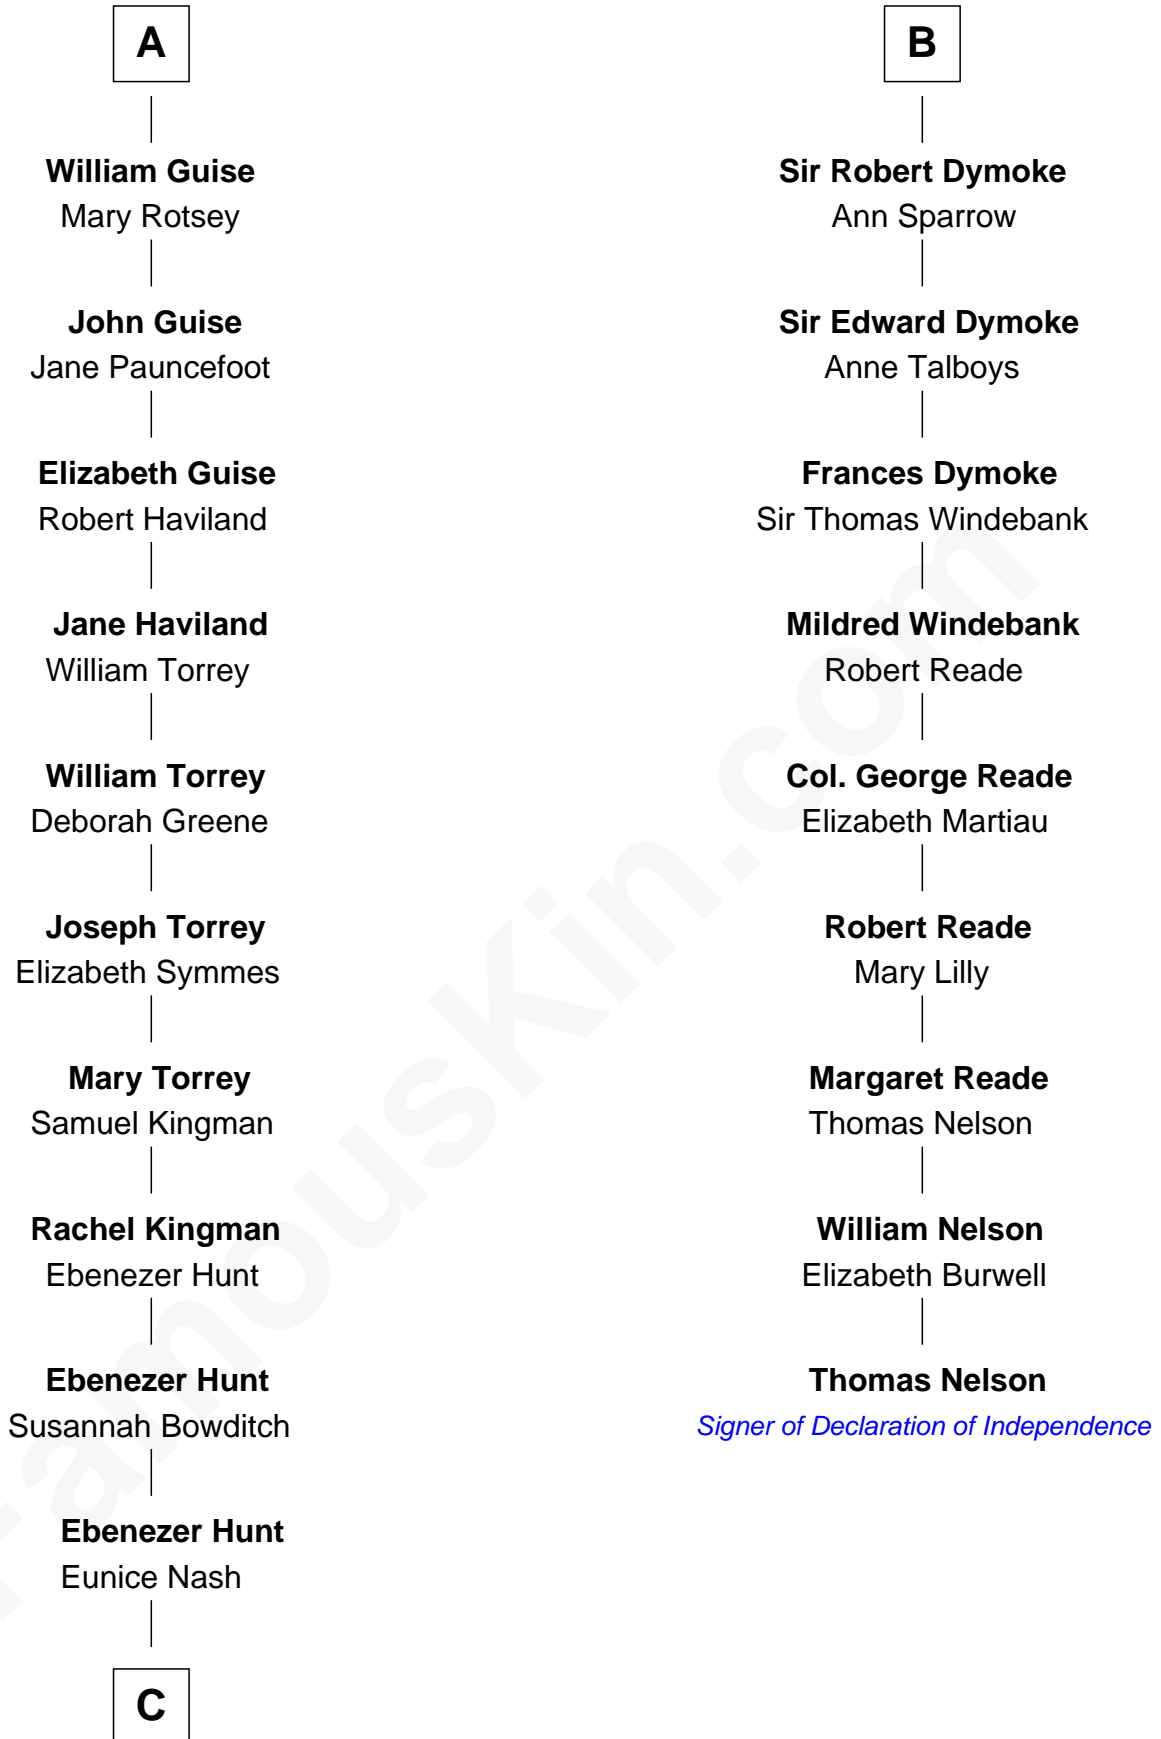 A
William Guise
Mary Rotsey
John Guise
Jane Pauncefoot
Elizabeth Guise
Robert Haviland
Jane Haviland
William Torrey
William Torrey
Deborah Greene
Joseph Torrey
Elizabeth Symmes
Mary Torrey
Samuel Kingman
Rachel Kingman
Ebenezer Hunt
Ebenezer Hunt
Susannah Bowditch
Ebenezer Hunt
Eunice Nash
C
B
Sir Robert Dymoke
Ann Sparrow
Sir Edward Dymoke
Anne Talboys
Frances Dymoke
Sir Thomas Windebank
Mildred Windebank
Robert Reade
Col. George Reade
Elizabeth Martiau
Robert Reade
Mary Lilly
Margaret Reade
Thomas Nelson
William Nelson
Elizabeth Burwell
Thomas Nelson
Signer of Declaration of Independence
FamousKin.com